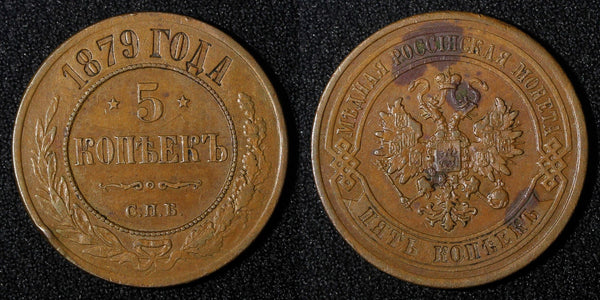 1879 ГОДА
5
КОПѢЕКЪ
С.П.Б.
МѢДНАЯ РОССІЙСКАЯ МОНЕТА
ПЯТЬ КОПѢЕКЪ